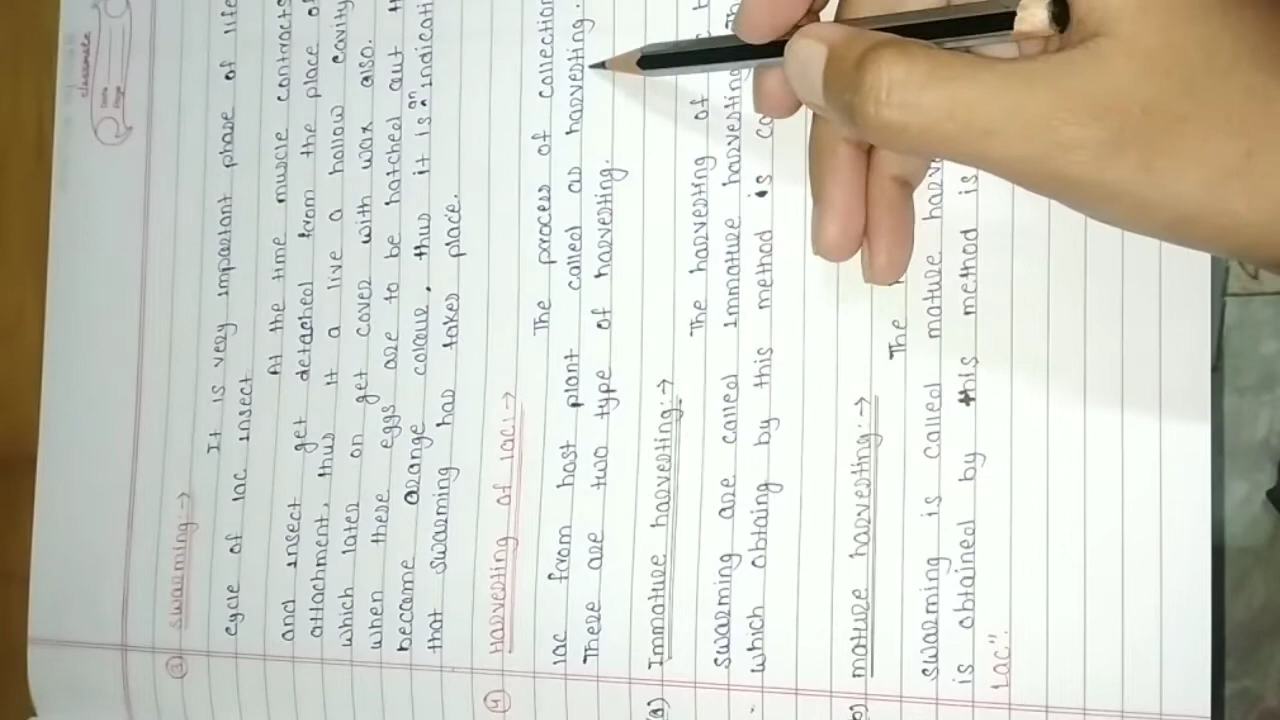 classmate
Date
Page
③ swarming:→
It is very important phase of life
cycle of lac insect
At the time muscle contracts
and insect get detached from the place of
attachment, thus it a live a hollow cavity
which later on get cover with wax also.
when these eggs are to be hatched out
became orange colour, thus it is an indicati
that swarming has taken place.
④ Harvesting of lac:→
The process of collection
lac from host plant called as harvesting.
There are two type of harvesting.
(a) Immature harvesting:→
The harvesting of
swarming are called immature harvesting
which obtaing by this method is
b) mature harvesting:→
The
swarming is called mature
is obtained by this method is
lac".